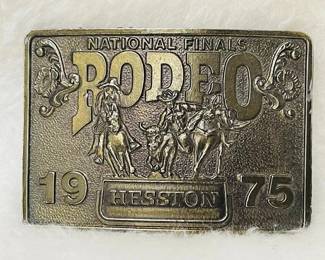 NATIONAL FINALS
RODEO
19 HESSTON 75